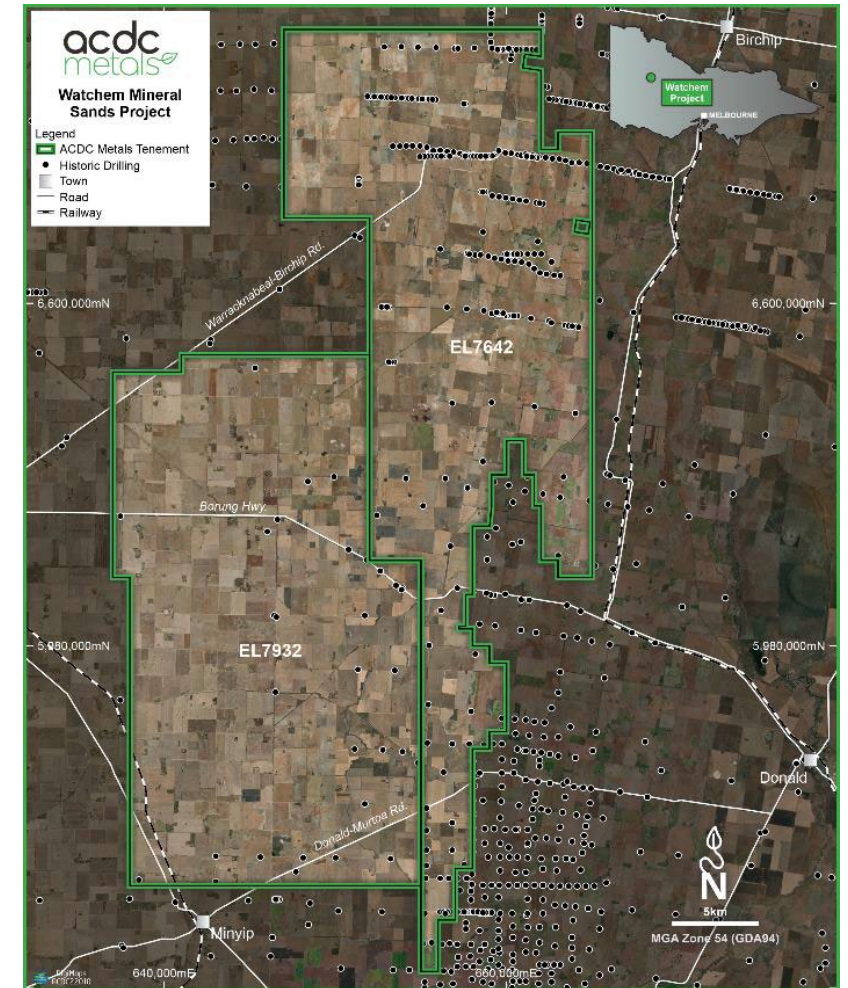 acdc
metals
Watchem Mineral
Sands Project
Legend
ACDC Metals Tenement
Historic Drilling
Town
Road
Railway
Birchip
Watchem
Project
MELBOURNE
Warracknabeal-Birchip Rd.
6,600,000mN
6,600,000mN
EL7642
Borung Hwy.
EL7932
5,980,000mN
5,980,000mN
Donald
Donald-Murtoa Rd.
Minyip
N
5km
MGA Zone 54 (GDA94)
DigiMaps
640,000mE
660,000mE